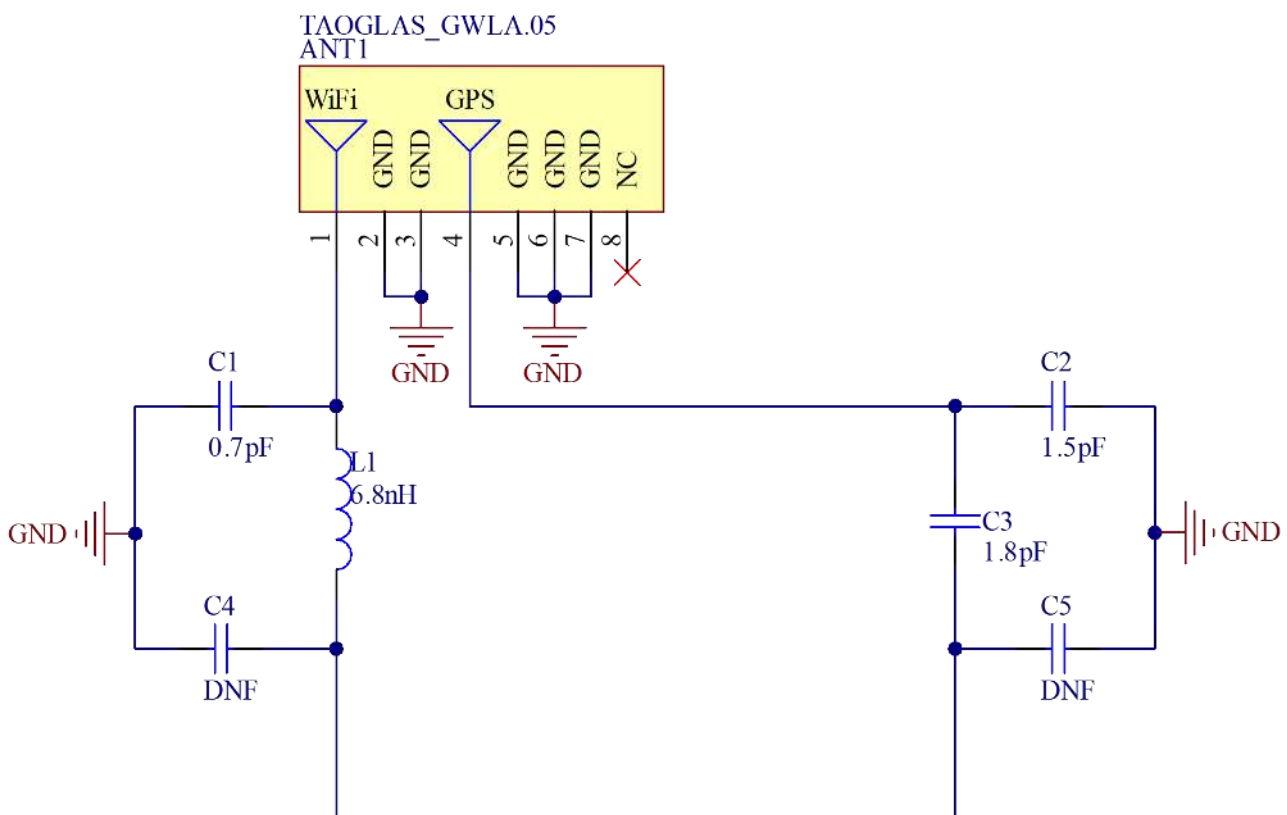 TAOGLAS_GWLA.05
ANT1
WiFi
GPS
GND
GND
GND
GND
GND
NC
1
2
3
4
5
6
7
8
GND
GND
C1
0.7pF
L1
6.8nH
C2
1.5pF
GND
C3
1.8pF
GND
C4
DNF
C5
DNF